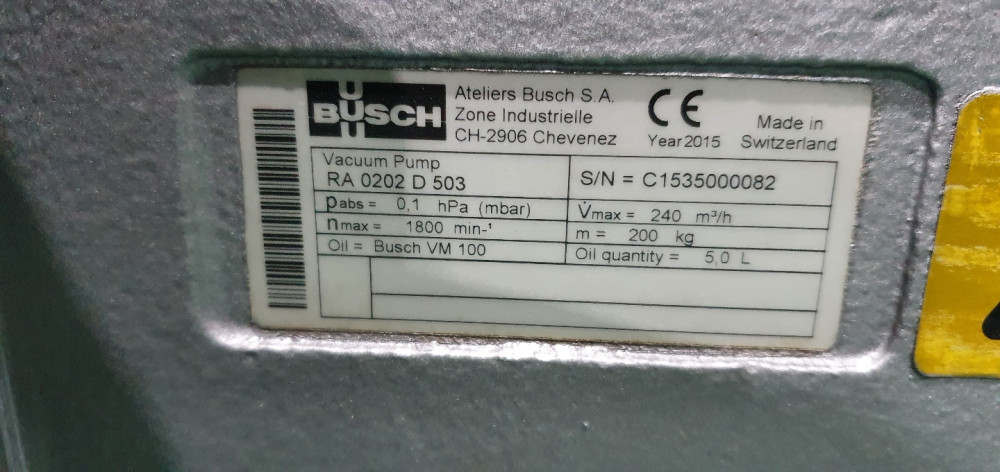 BUSCH
Ateliers Busch S.A.
Zone Industrielle
CH-2906 Chevenez
CE
Year 2015
Made in
Switzerland
Vacuum Pump
RA 0202 D 503
S/N = C1535000082
Pabs = 0,1 hPa (mbar)
V̇max = 240 m³/h
nmax = 1800 min-¹
m = 200 kg
Oil = Busch VM 100
Oil quantity = 5,0 L